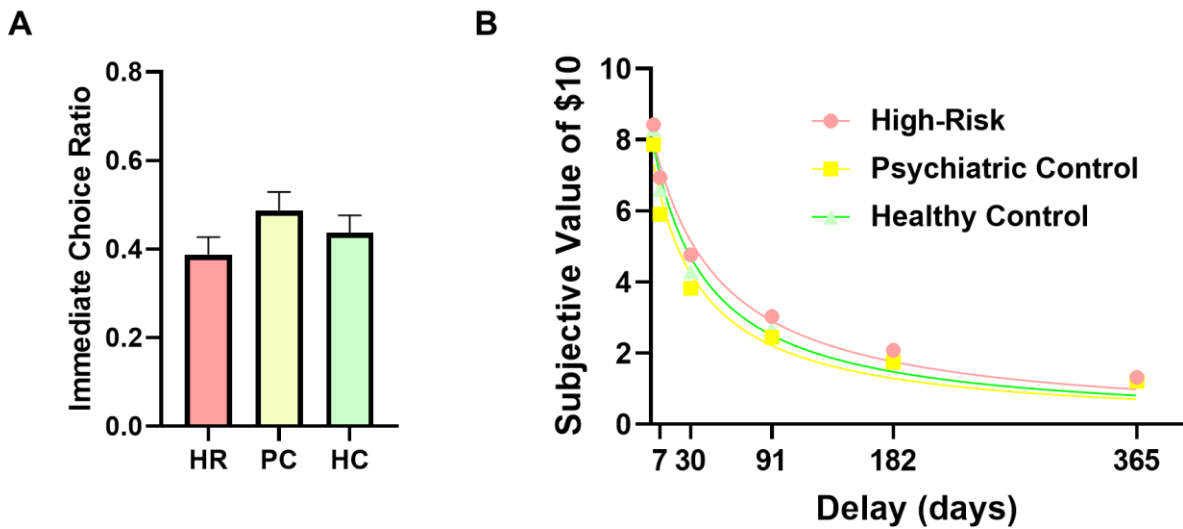 A
Immediate Choice Ratio
0.8
0.6
0.4
0.2
0.0
HR PC HC
B
Subjective Value of $10
10
8
6
4
2
0
High-Risk
Psychiatric Control
Healthy Control
7 30 91 182 365
Delay (days)